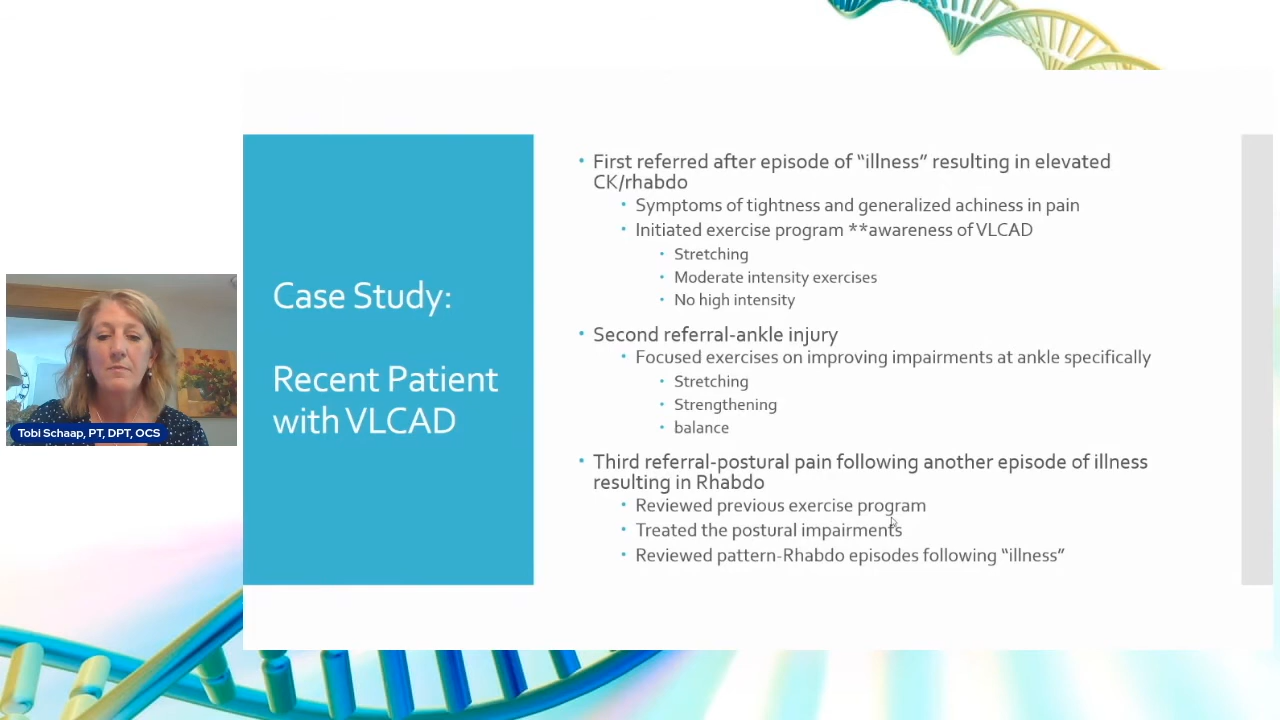 Case Study:
Recent Patient
with VLCAD
• First referred after episode of “illness” resulting in elevated
CK/rhabdo
• Symptoms of tightness and generalized achiness in pain
• Initiated exercise program **awareness of VLCAD
• Stretching
• Moderate intensity exercises
• No high intensity
• Second referral-ankle injury
• Focused exercises on improving impairments at ankle specifically
• Stretching
• Strengthening
• balance
• Third referral-postural pain following another episode of illness
resulting in Rhabdo
• Reviewed previous exercise program
• Treated the postural impairments
• Reviewed pattern-Rhabdo episodes following “illness”
Tobi Schaap, PT, DPT, OCS